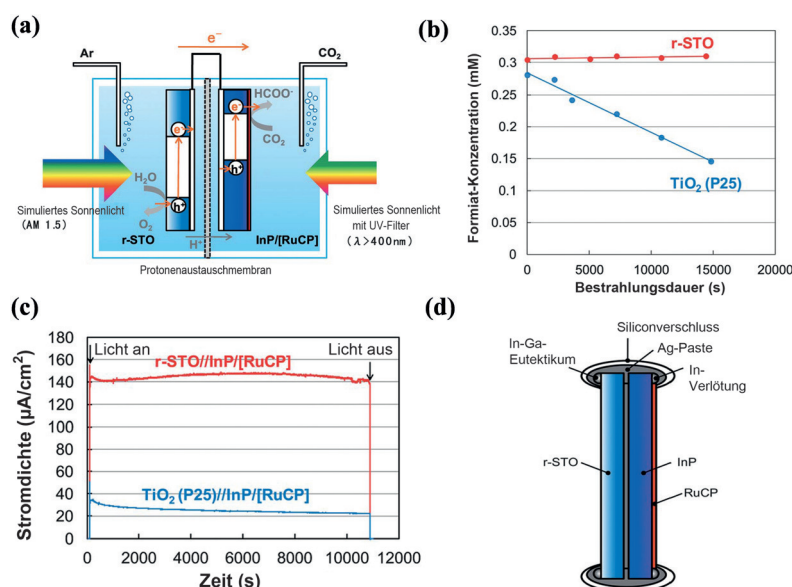 (a)
e⁻
Ar
CO₂
HCOO⁻
e⁻
e⁻
CO₂
H₂O
h⁺
h⁺
O₂
H⁺
r-STO
InP/[RuCP]
Simuliertes Sonnenlicht
(AM 1.5)
Simuliertes Sonnenlicht
mit UV-Filter
(λ>400nm)
Protonenaustauschmembran
(b)
Formiat-Konzentration (mM)
0.35
0.3
0.25
0.2
0.15
0.1
0.05
0
r-STO
TiO₂ (P25)
0
5000
10000
15000
20000
Bestrahlungsdauer (s)
(c)
Stromdichte (µA/cm²)
180
160
140
120
100
80
60
40
20
0
Licht an
Licht aus
r-STO//InP/[RuCP]
TiO₂ (P25)//InP/[RuCP]
0
2000
4000
6000
8000
10000
12000
Zeit (s)
(d)
Siliconverschluss
In-Ga-
Eutektikum
Ag-Paste
In-
Verlötung
r-STO
InP
RuCP